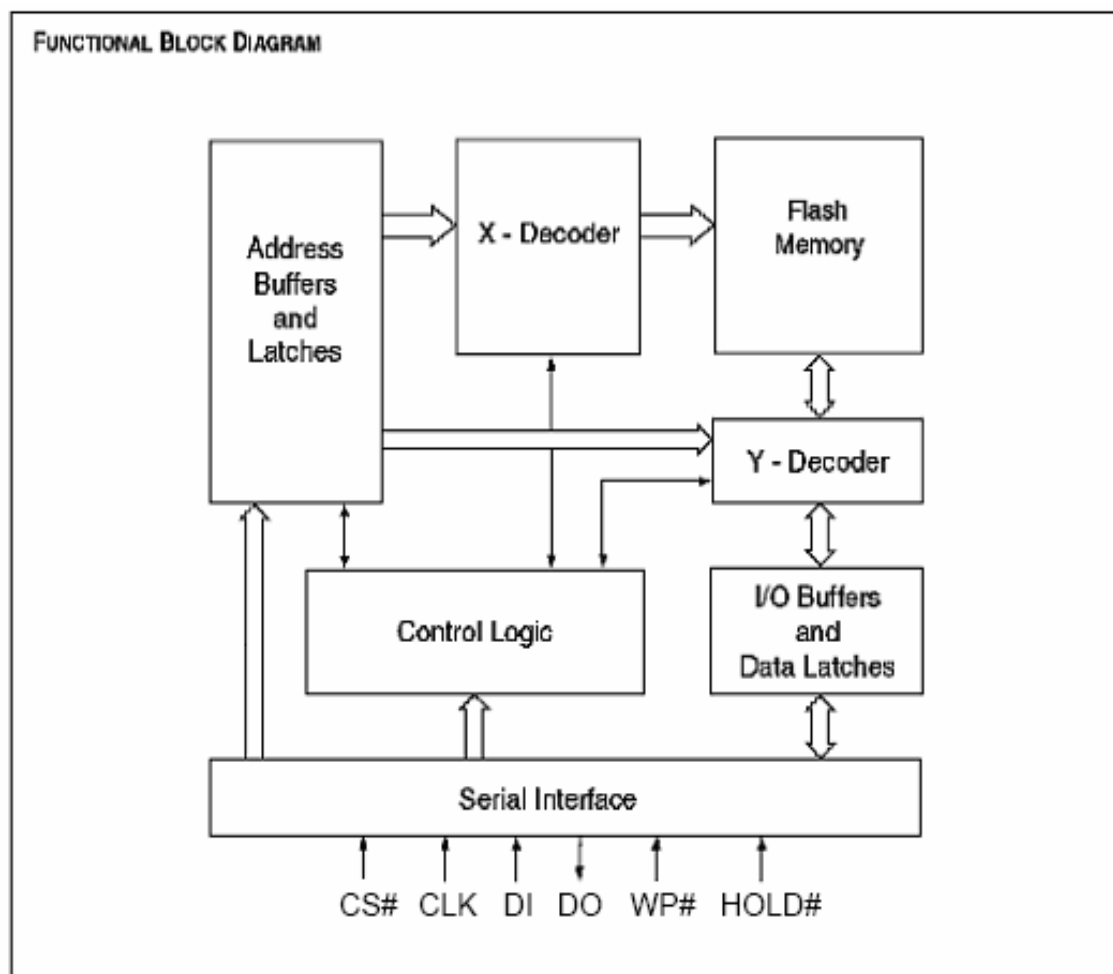 FUNCTIONAL BLOCK DIAGRAM
Address
Buffers
and
Latches
X - Decoder
Flash
Memory
Y - Decoder
Control Logic
I/O Buffers
and
Data Latches
Serial Interface
CS# CLK DI DO WP# HOLD#